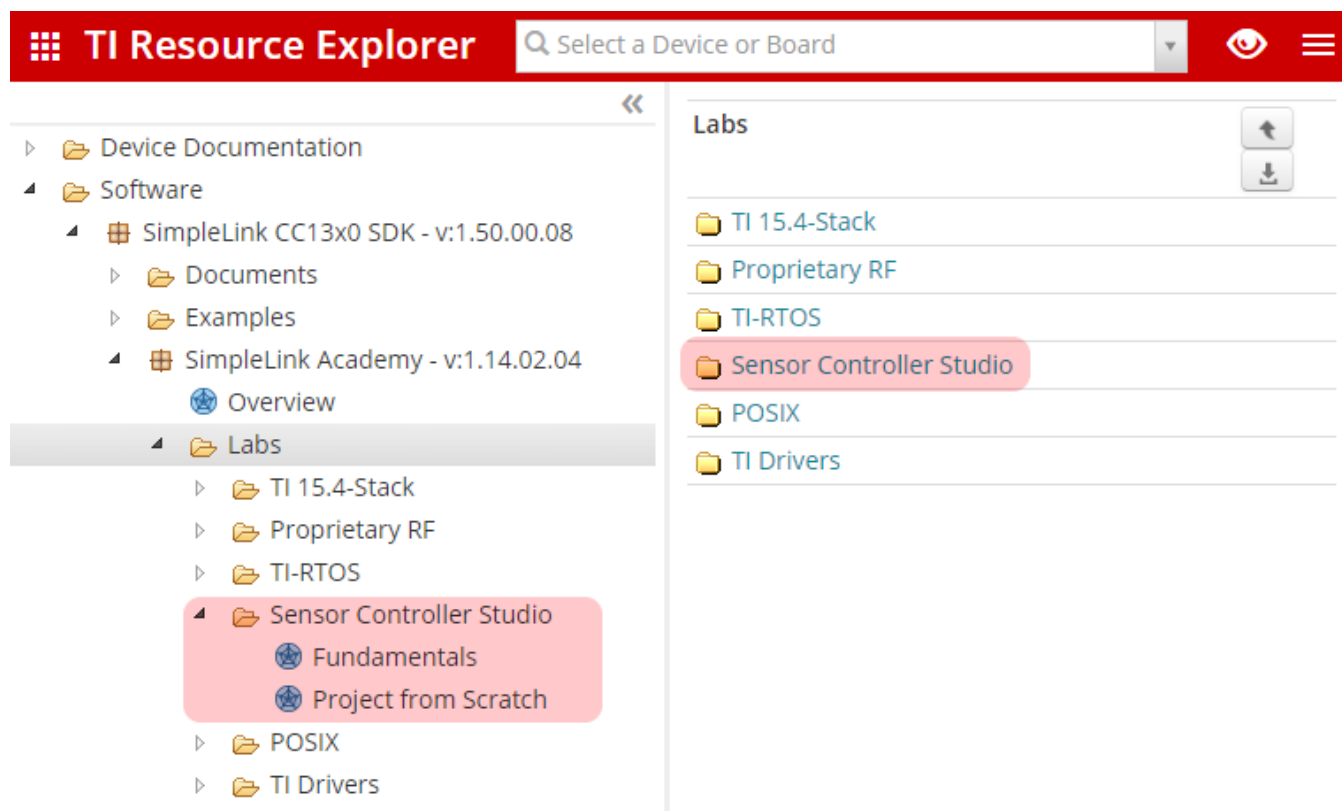 TI Resource Explorer
Select a Device or Board
Device Documentation
Software
SimpleLink CC13x0 SDK - v:1.50.00.08
Documents
Examples
SimpleLink Academy - v:1.14.02.04
Overview
Labs
TI 15.4-Stack
Proprietary RF
TI-RTOS
Sensor Controller Studio
Fundamentals
Project from Scratch
POSIX
TI Drivers
Labs
TI 15.4-Stack
Proprietary RF
TI-RTOS
Sensor Controller Studio
POSIX
TI Drivers